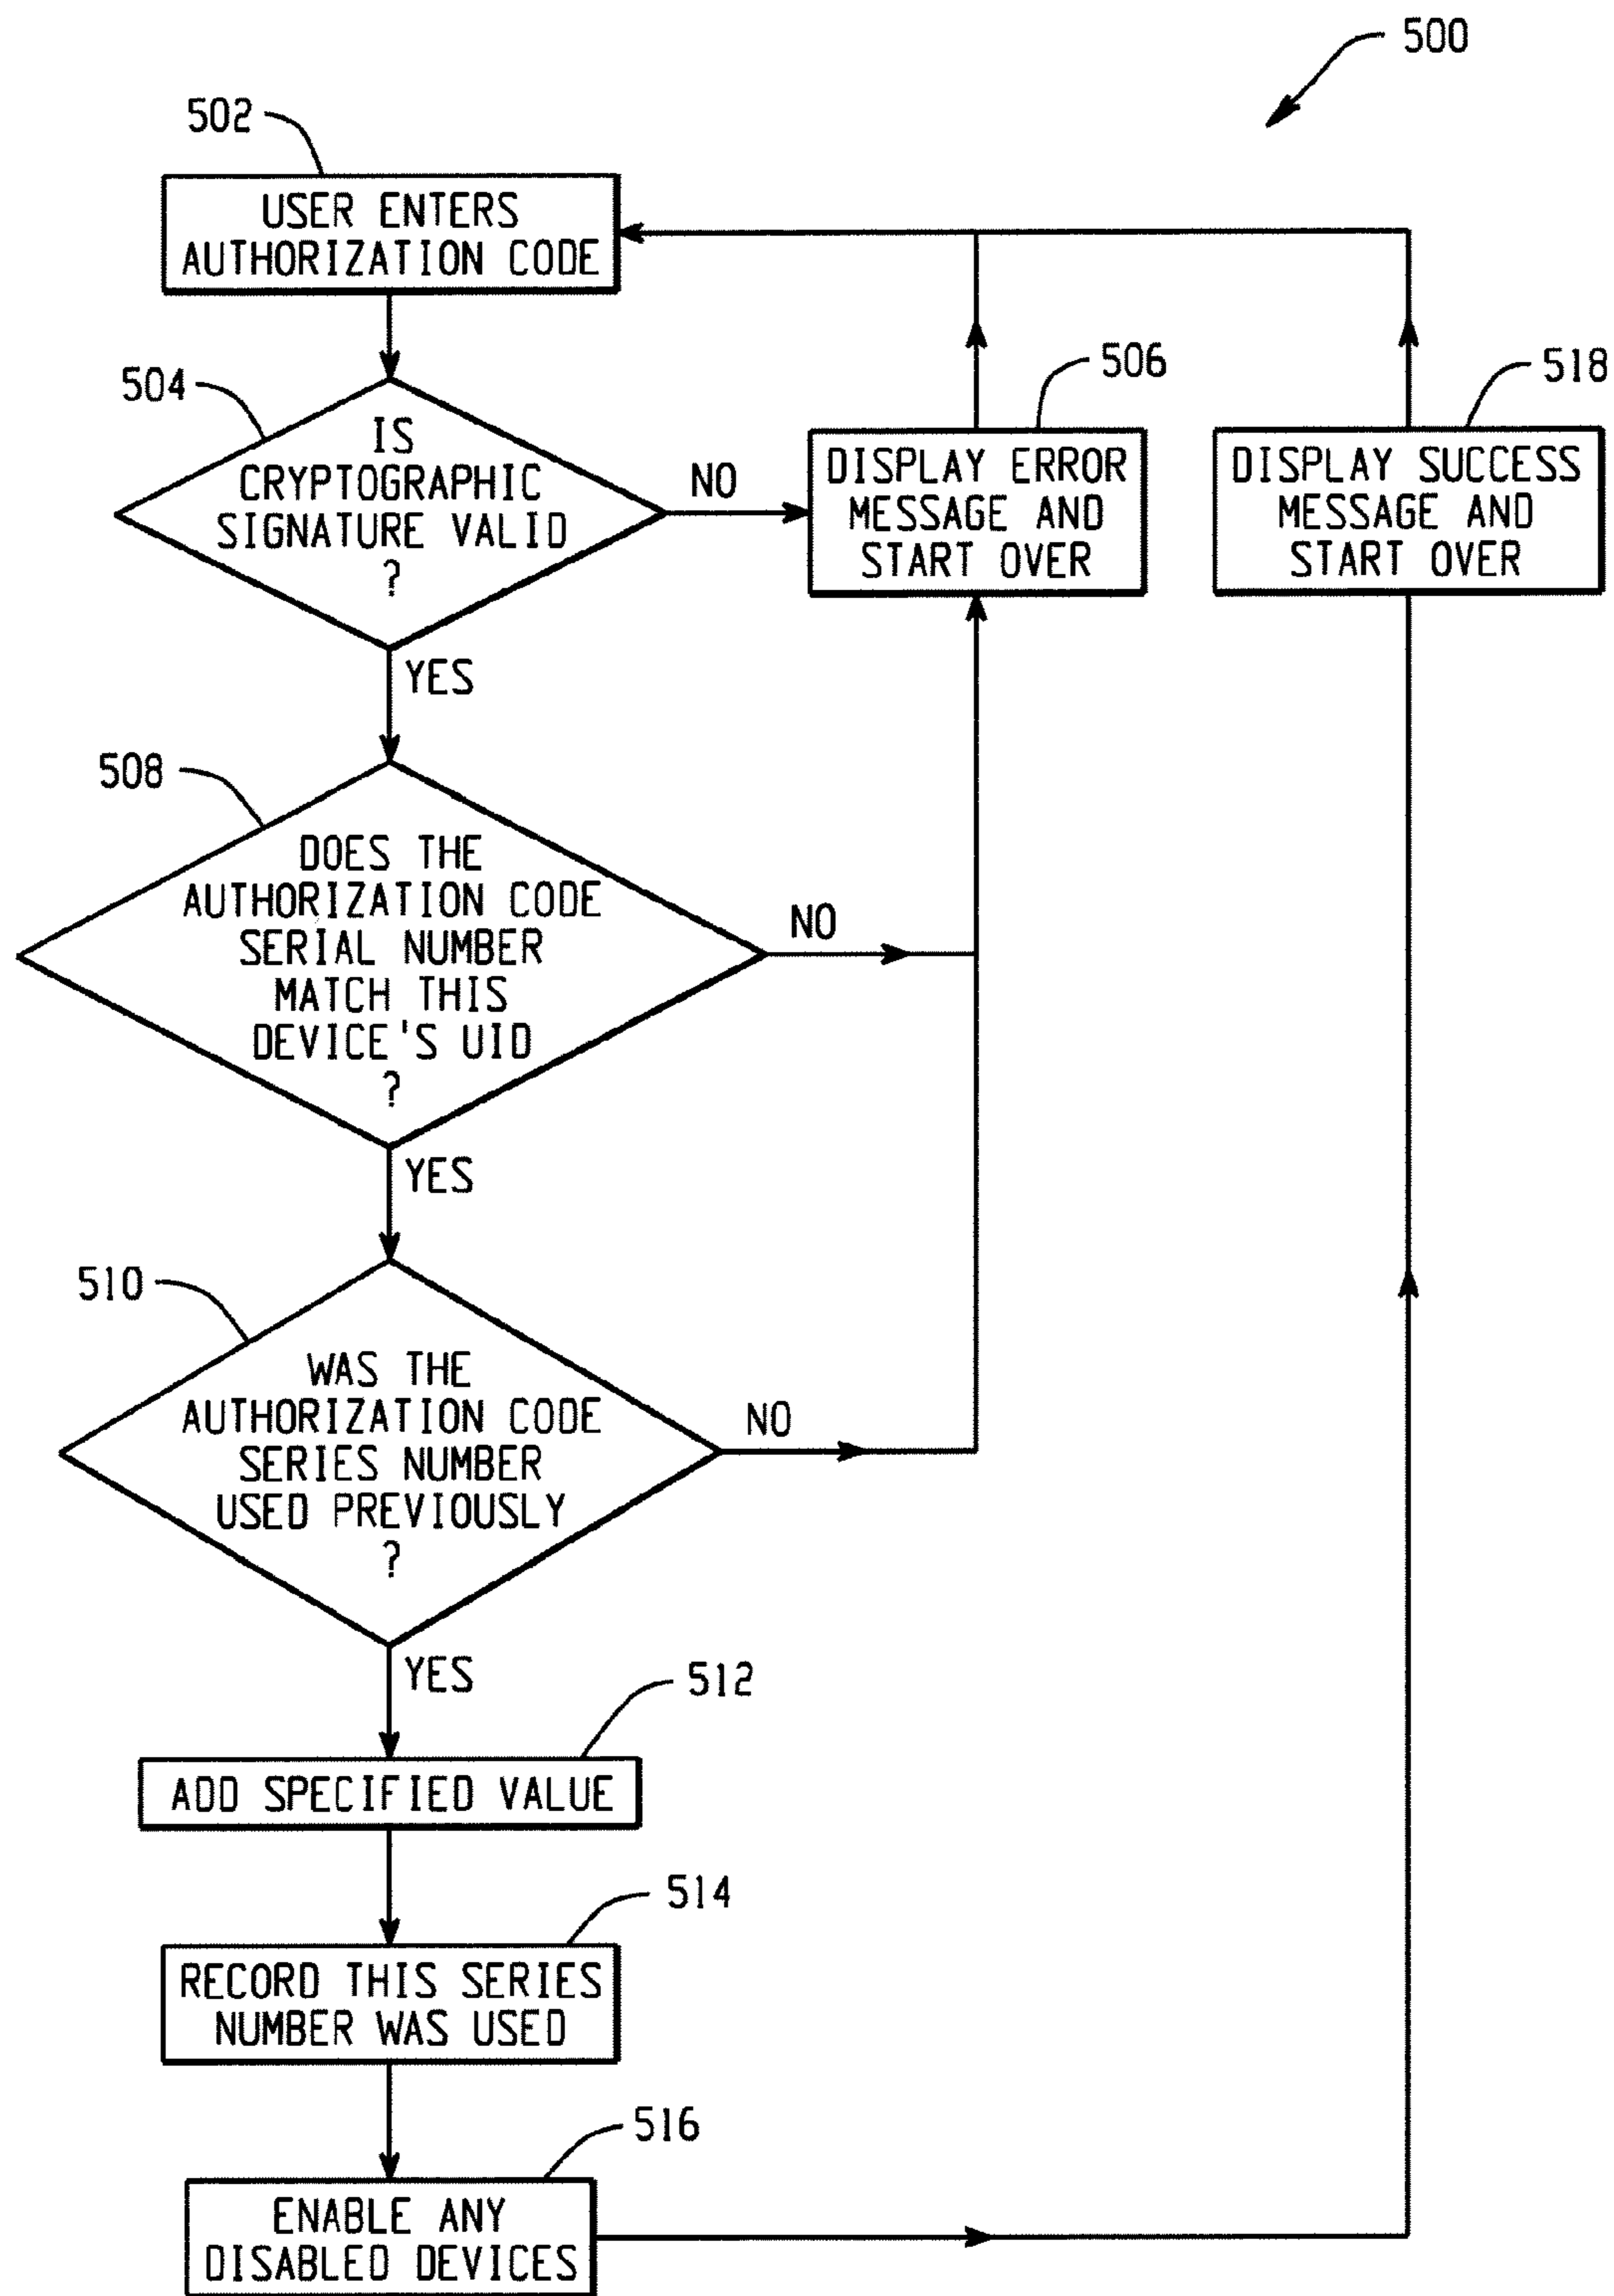 500
502
USER ENTERS
AUTHORIZATION CODE
504
IS
CRYPTOGRAPHIC
SIGNATURE VALID
?
NO
YES
506
DISPLAY ERROR
MESSAGE AND
START OVER
518
DISPLAY SUCCESS
MESSAGE AND
START OVER
508
DOES THE
AUTHORIZATION CODE
SERIAL NUMBER
MATCH THIS
DEVICE'S UID
?
NO
YES
510
WAS THE
AUTHORIZATION CODE
SERIES NUMBER
USED PREVIOUSLY
?
NO
YES
512
ADD SPECIFIED VALUE
514
RECORD THIS SERIES
NUMBER WAS USED
516
ENABLE ANY
DISABLED DEVICES